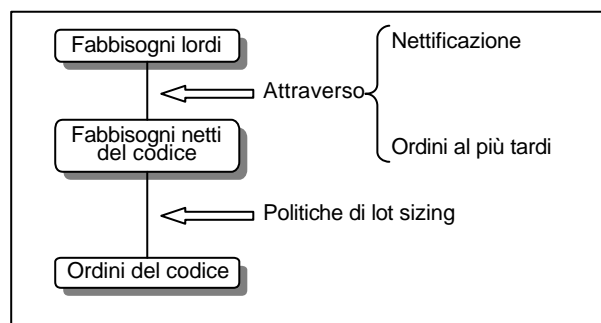 Fabbisogni lordi
Nettificazione
Attraverso
Fabbisogni netti
del codice
Ordini al più tardi
Politiche di lot sizing
Ordini del codice